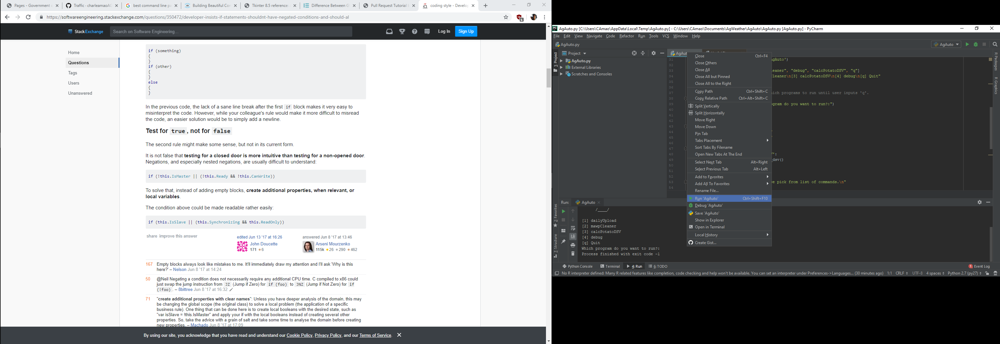 Pages - Government c
Traffic · charleamaoAG
best command line pa
Building Beautiful Cor
Tkinter 8.5 reference:
Difference Between G
Pull Request Tutorial
coding style - Develop
https://softwareengineering.stackexchange.com/questions/350472/developer-insists-if-statements-shouldnt-have-negated-conditions-and-should-al
6
StackExchange
Search on Software Engineering…
Log In
Sign Up
Home
Questions
Tags
Users
Unanswered
if (something)
{
}
if (other)
{
}
else
{
}
In the previous code, the lack of a sane line break after the first if block makes it very easy to
misinterpret the code. However, while your colleague's rule would make it more difficult to misread
the code, an easier solution would be to simply add a newline.
Test for true, not for false
The second rule might make some sense, but not in its current form.
It is not false that testing for a closed door is more intuitive than testing for a non-opened door.
Negations, and especially nested negations, are usually difficult to understand:
if (!this.IsMaster || (!this.Ready && !this.CanWrite))
To solve that, instead of adding empty blocks, create additional properties, when relevant, or
local variables.
The condition above could be made readable rather easily:
if (this.IsSlave || (this.Synchronizing && this.ReadOnly))
share improve this answer
edited Jun 13 '17 at 16:26
John Doucette
171 6
answered Jun 8 '17 at 13:46
Arseni Mourzenko
115k 26 290 462
167 Empty blocks always look like mistakes to me. It'll immediately draw my attention and I'll ask 'Why is this
here?' – Nelson Jun 8 '17 at 14:24
50 @Neil Negating a condition does not necessarily require any additional CPU time. C compiled to x86 could
just swap the jump instruction from JZ (Jump if Zero) for if (foo) to JNZ (Jump if Not Zero) for if
(!foo). – 8bittree Jun 8 '17 at 16:32
71 "create additional properties with clear names": Unless you have deeper analysis of the domain, this may
be changing the global scope (the original class) to solve a local problem (the application of a specific
business rule). One thing that can be done here is to create local booleans with the desired state, such as
"var isSlave = !this.IsMaster" and apply your if with the local booleans instead of creating several other
properties. So, take the advice with a grain of salt and take some time to analyse the domain before creating
new properties. – Machado Jun 8 '17 at 17:09
By using our site, you acknowledge that you have read and understand our Cookie Policy, Privacy Policy, and our Terms of Service.
AgAuto.py [C:\Users\CAmao\AppData\Local\Temp\AgAuto.py] - C:\Users\CAmao\Documents\AgWeather\AgAuto\AgAuto.py [AgAuto.py] - PyCharm
File Edit View Navigate Code Refactor Run Tools VCS Window Help
AgAuto.py
AgAuto
Project
AgAuto.py
External Libraries
Scratches and Consoles
1: Project
2: Favorites
7: Structure
R Packages
R Graphics
AgAut
31
32
33
34
35
36
37
38
39
40
41
42
43
44
45
46
47
48
49
50
51
52
53
54
gAuto')
eaner", "debug", "calcPotatoDSV", "q"]
Cleaner\n[3] calcPotatoDSV\n[4] debug\n[q] Quit"
ich programs to run until user inputs 'q'.
ogram do you want to run?:")
':
_dsv()
e pick from list of commands.\n"
Close Ctrl+F4
Close Others
Close All
Close All but Pinned
Close All to the Right
Copy Path Ctrl+Shift+C
Copy Relative Path Ctrl+Alt+Shift+C
Split Vertically
Split Horizontally
Move Right
Move Down
Pin Tab
Tabs Placement
Sort Tabs By Filename
Open New Tabs At The End
Select Next Tab Alt+Right
Select Previous Tab Alt+Left
Add to Favorites
Add All To Favorites
Rename File...
Run 'AgAuto' Ctrl+Shift+F10
Debug 'AgAuto'
Save 'AgAuto'
Show in Explorer
Open in Terminal
Local History
Create Gist...
Run: AgAuto
/____/
[1] dailyUpload
[2] mawpCleaner
[3] calcPotatoDSV
[4] debug
[q] Quit
Which program do you want to run?:
Process finished with exit code -1
Python Console
Terminal
4: Run
6: TODO
1 Event Log
No R interpreter defined: Many R related features like completion, code checking and help won't be available. You can set an interpreter under Preferences->Languages... (30 minutes ago)
1:1 CRLF UTF-8 4 spaces Python 2.7 (py27)